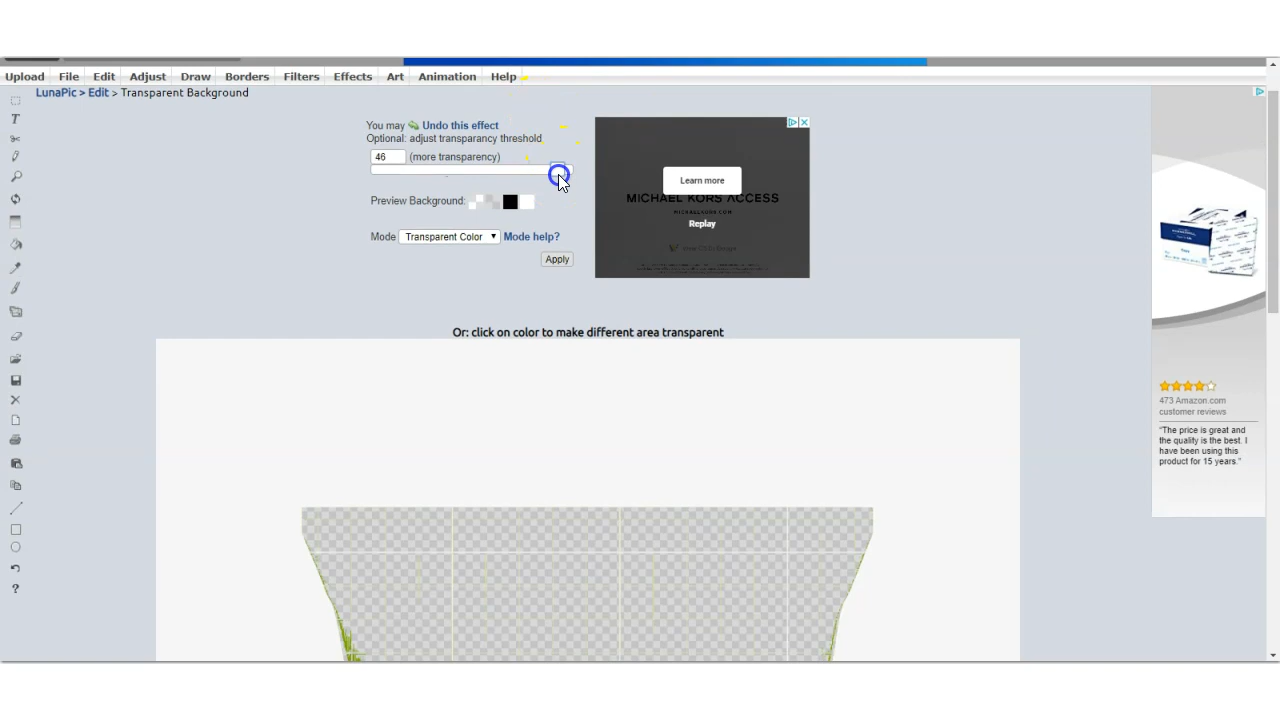 Upload File Edit Adjust Draw Borders Filters Effects Art Animation Help
LunaPic > Edit > Transparent Background
You may Undo this effect
Optional: adjust transparancy threshold
46 (more transparency)
Preview Background:
Mode Transparent Color Mode help?
Apply
Learn more
MICHAEL KORS ACCESS
MICHAELKORS.COM
Replay
Or: click on color to make different area transparent
473 Amazon.com
customer reviews
"The price is great and
the quality is the best. I
have been using this
product for 15 years."